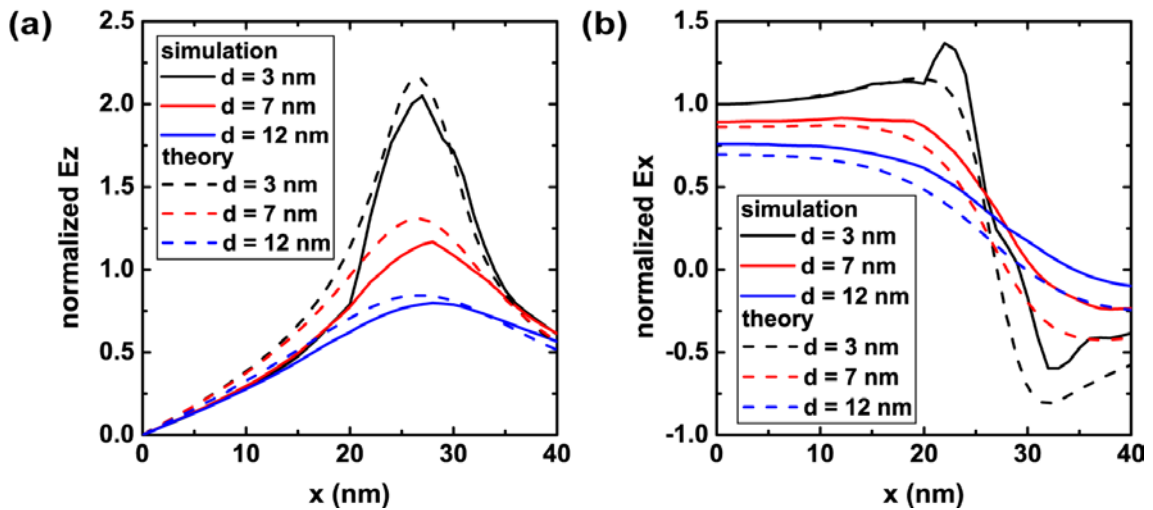 (a)
normalized Ez
2.5
2.0
1.5
1.0
0.5
0.0
simulation
d = 3 nm
d = 7 nm
d = 12 nm
theory
d = 3 nm
d = 7 nm
d = 12 nm
0
10
20
30
40
x (nm)
(b)
normalized Ex
1.5
1.0
0.5
0.0
-0.5
-1.0
simulation
d = 3 nm
d = 7 nm
d = 12 nm
theory
d = 3 nm
d = 7 nm
d = 12 nm
0
10
20
30
40
x (nm)